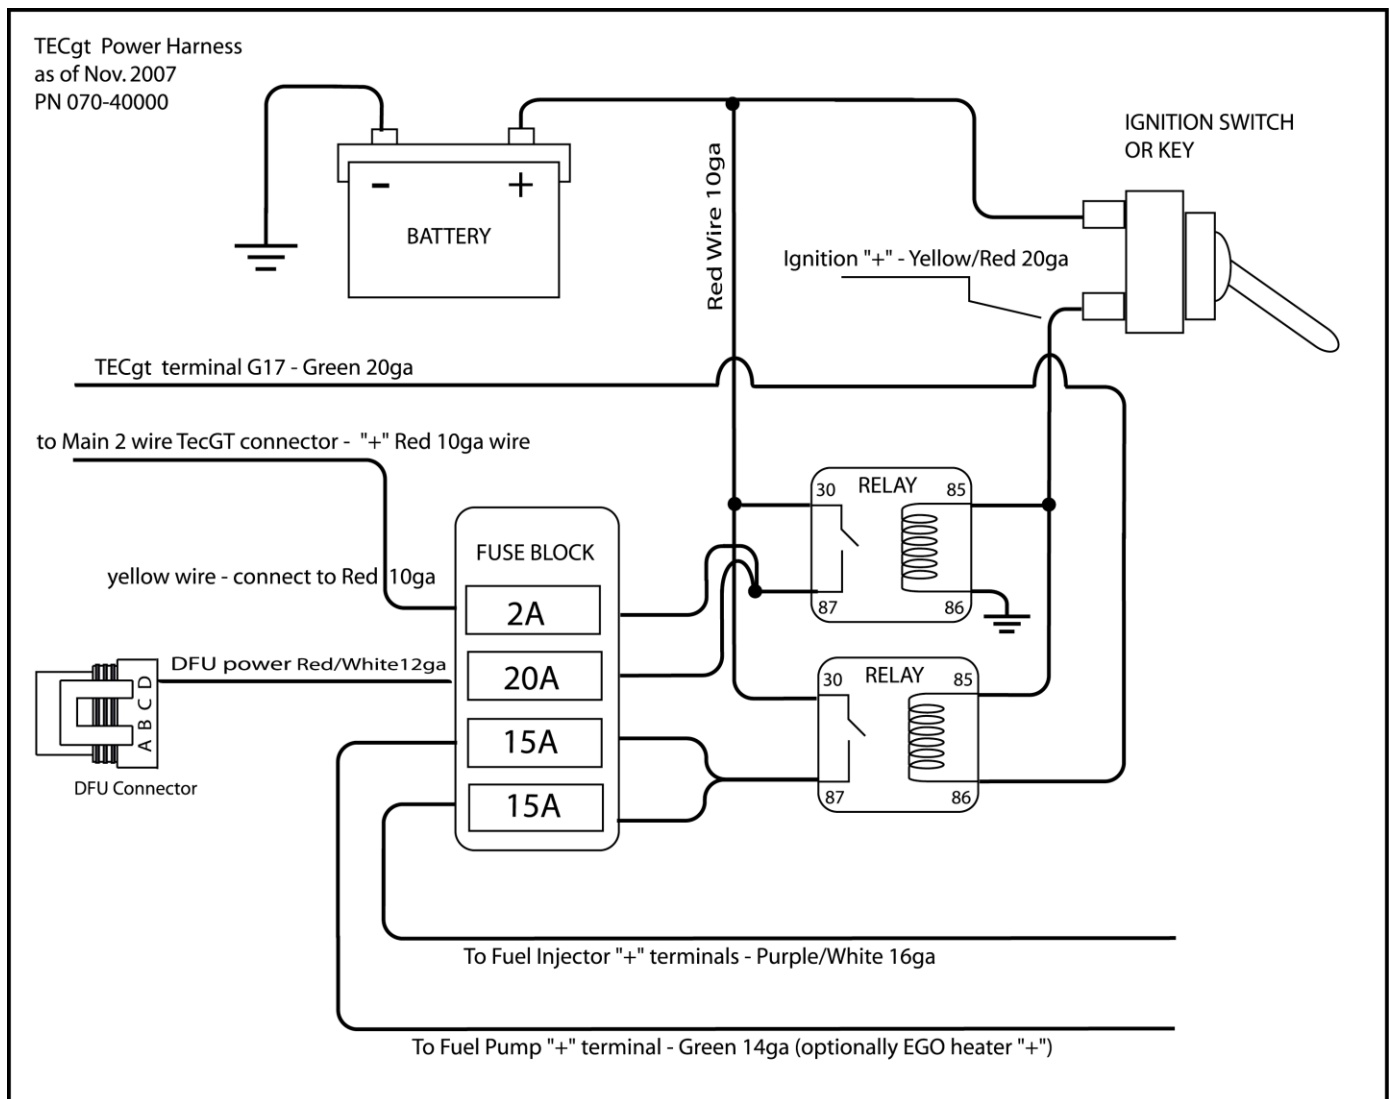 TECgt Power Harness
as of Nov. 2007
PN 070-40000
IGNITION SWITCH
OR KEY
- +
BATTERY
Red Wire 10ga
Ignition "+" - Yellow/Red 20ga
TECgt terminal G17 - Green 20ga
to Main 2 wire TecGT connector - "+" Red 10ga wire
30 RELAY 85
FUSE BLOCK
yellow wire - connect to Red 10ga
2A
87 86
DFU power Red/White12ga
20A
30 RELAY 85
A B C D
15A
DFU Connector
87 86
15A
To Fuel Injector "+" terminals - Purple/White 16ga
To Fuel Pump "+" terminal - Green 14ga (optionally EGO heater "+")